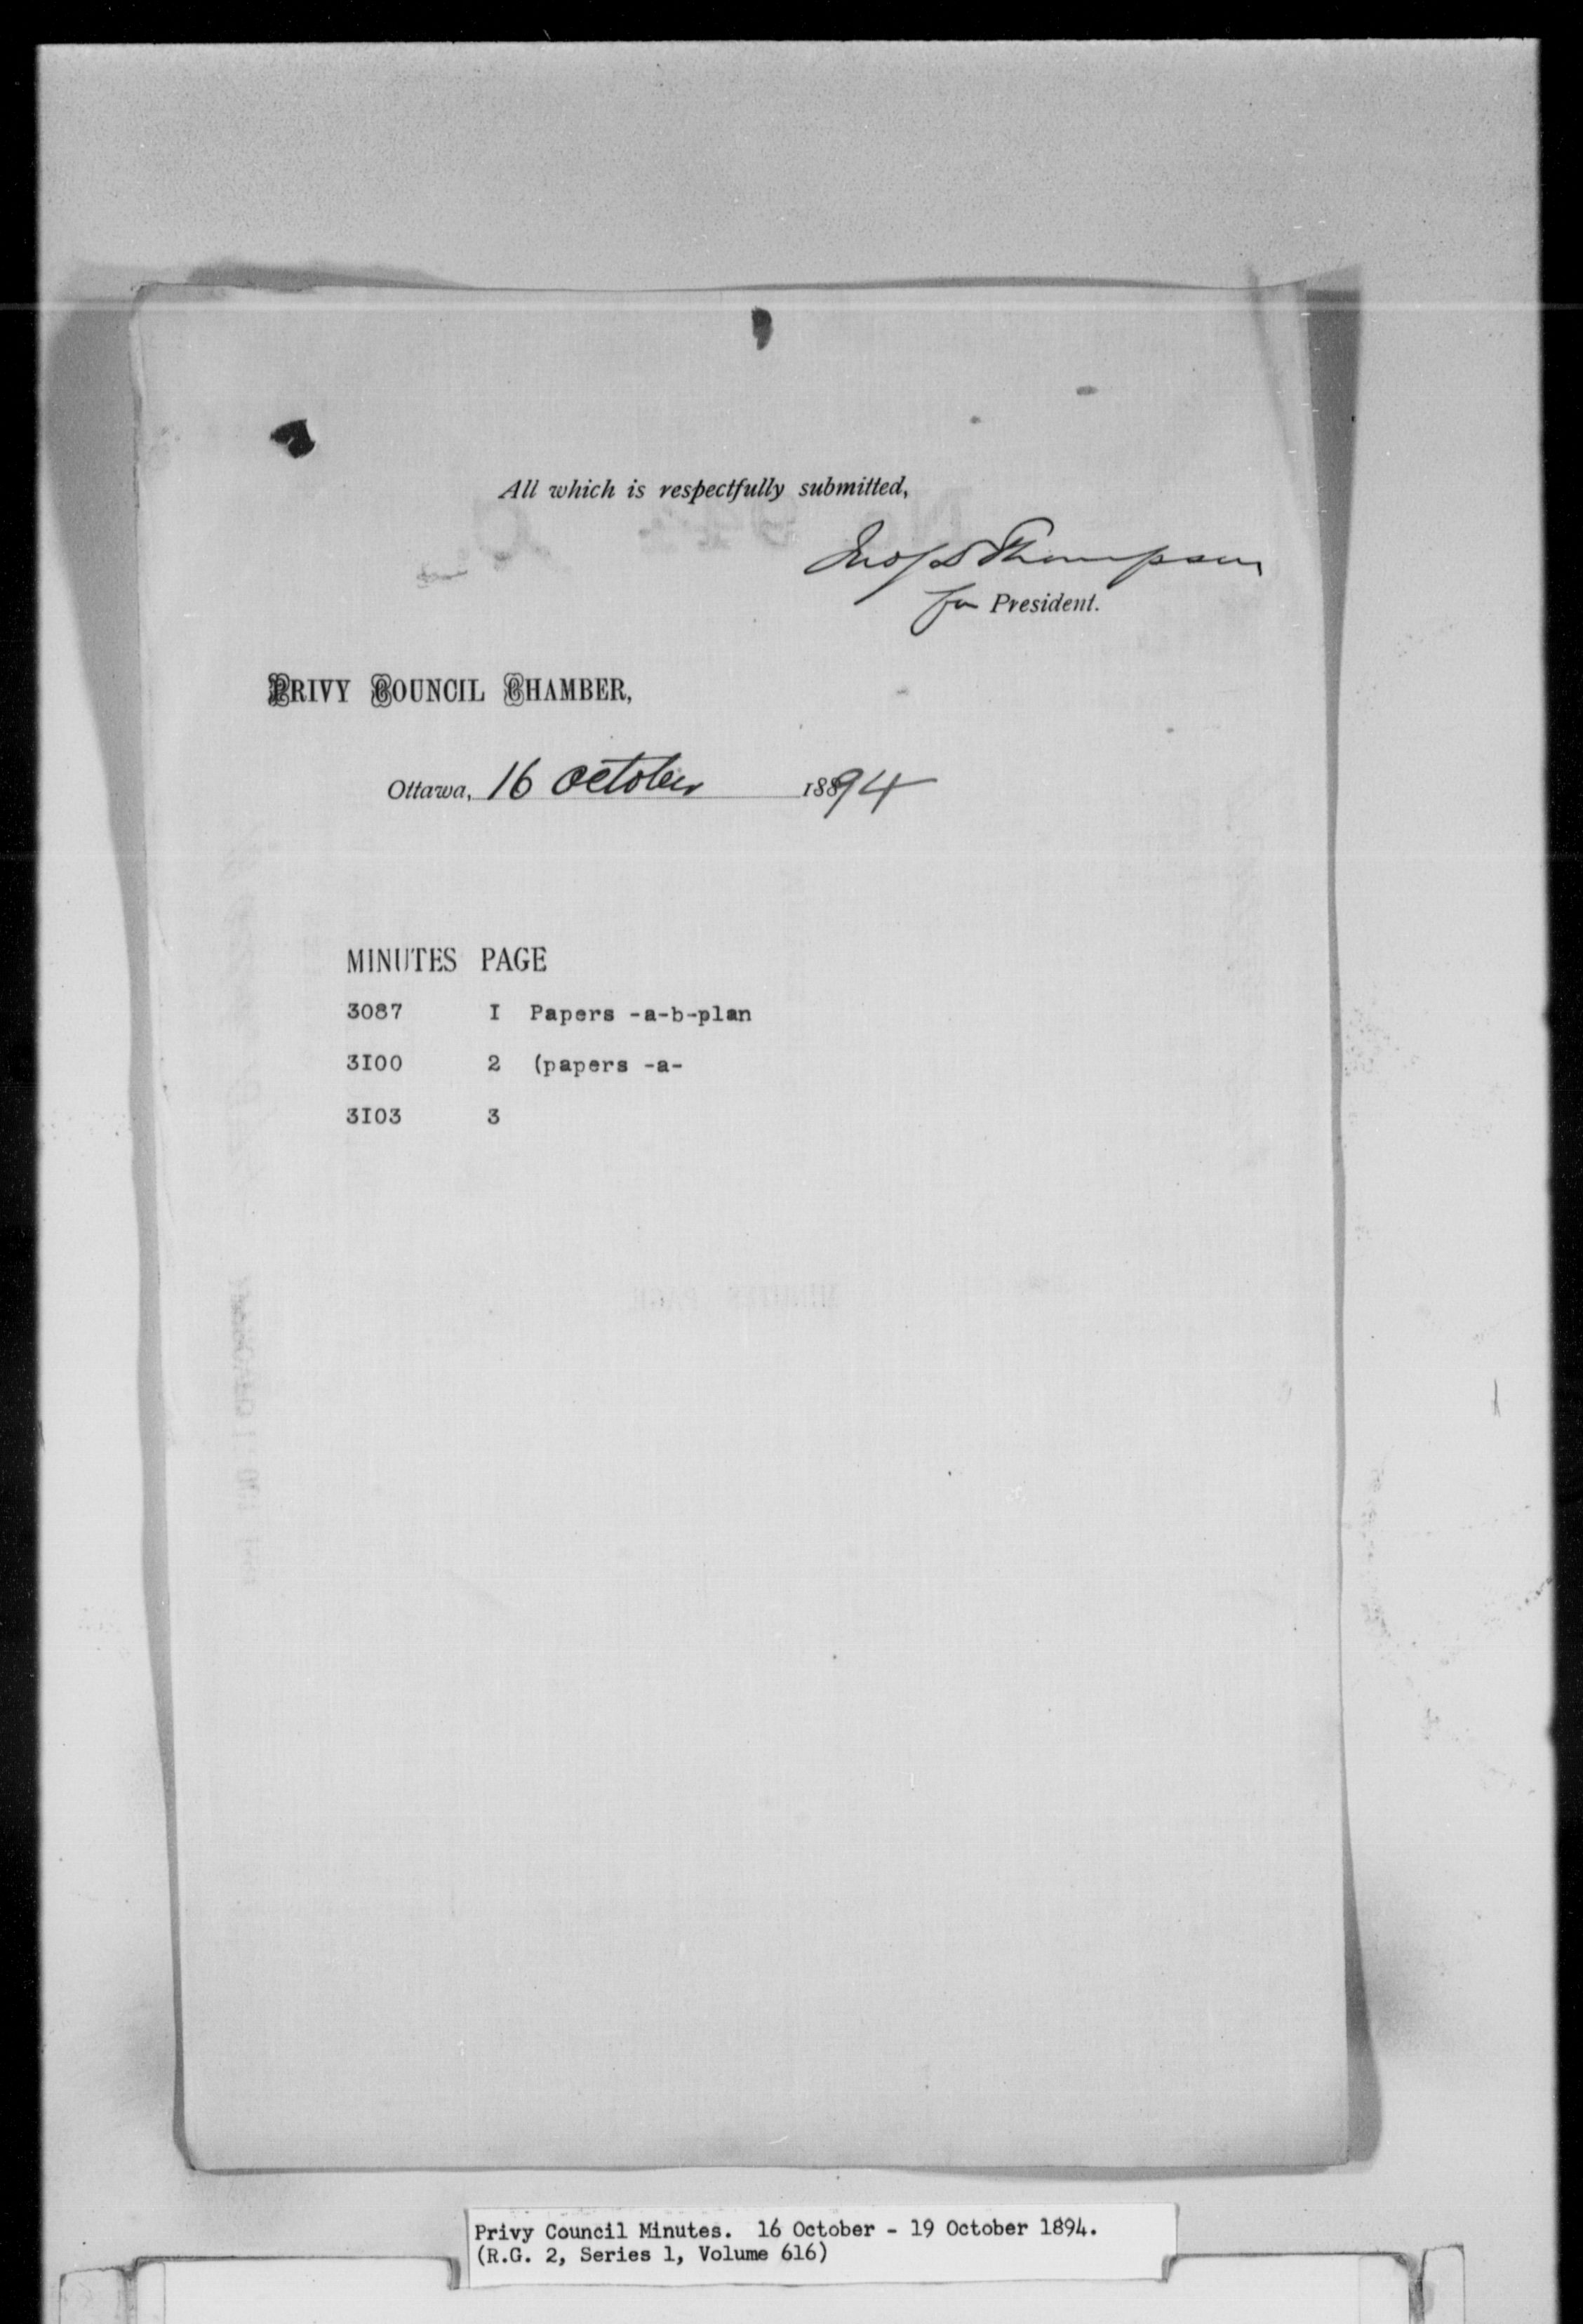 All which is respectfully submitted,
Jno S D Thompson
for President.
PRIVY COUNCIL CHAMBER,
Ottawa, 16 October 18894
MINUTES PAGE
3087 I Papers -a-b-plan
3I00 2 (papers -a-
3I03 3
Privy Council Minutes. 16 October - 19 October 1894.
(R.G. 2, Series 1, Volume 616)